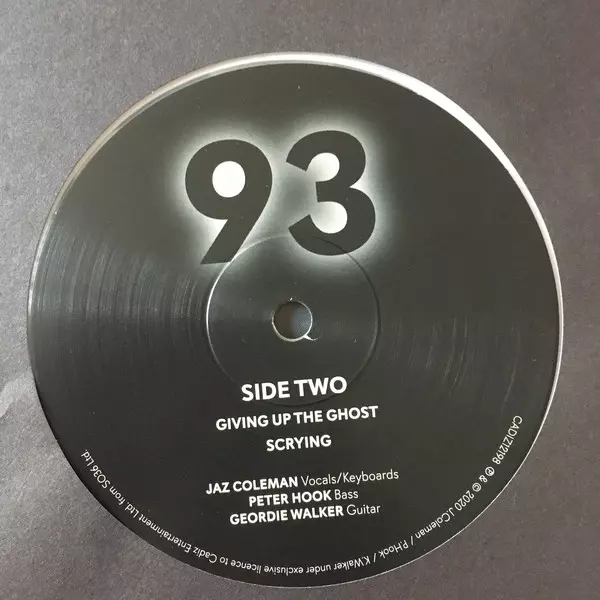 93
SIDE TWO
GIVING UP THE GHOST
SCRYING
JAZ COLEMAN Vocals/Keyboards
PETER HOOK Bass
GEORDIE WALKER Guitar
CADIZ12198 ℗ & © 2020 J.Coleman / P.Hook / K.Walker under exclusive licence to Cadiz Entertainment Ltd. from SO36 Ltd.